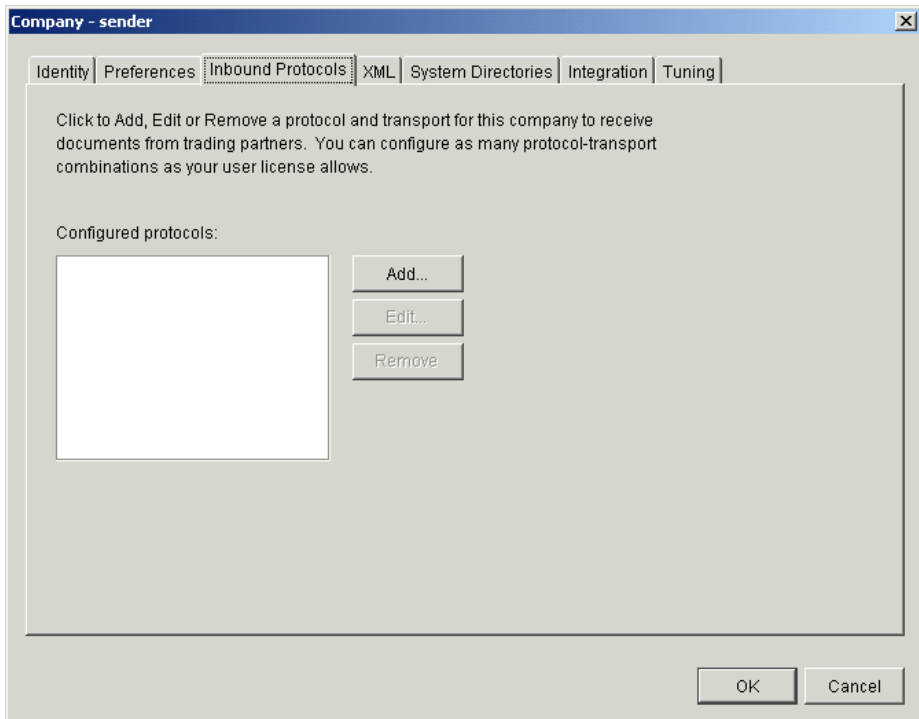 Company - sender
Identity Preferences Inbound Protocols XML System Directories Integration Tuning
Click to Add, Edit or Remove a protocol and transport for this company to receive
documents from trading partners.  You can configure as many protocol-transport
combinations as your user license allows.
Configured protocols:
Add...
Edit...
Remove
OK Cancel